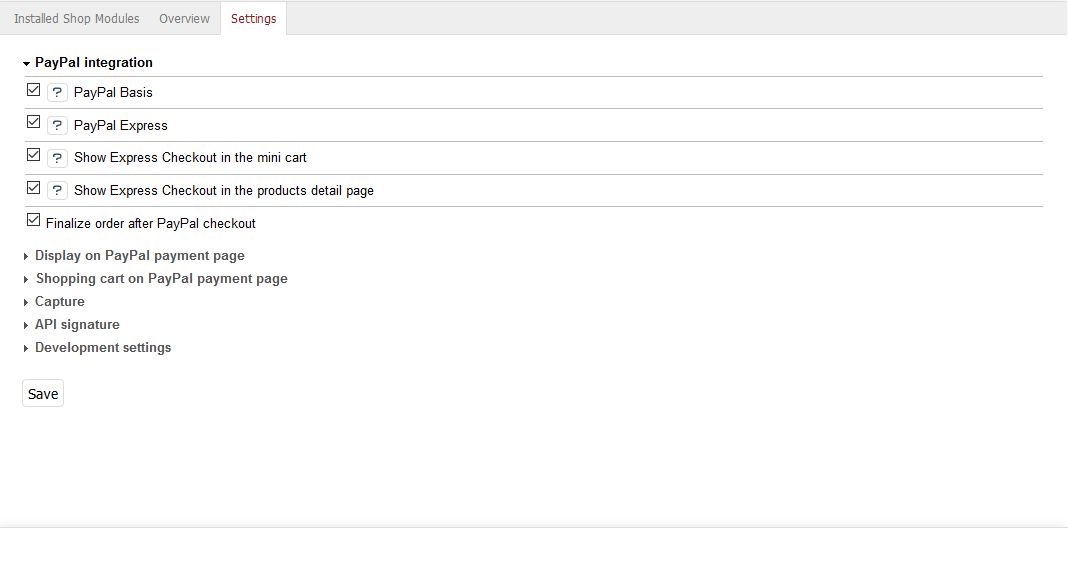 Installed Shop Modules Overview Settings
PayPal integration
? PayPal Basis
? PayPal Express
? Show Express Checkout in the mini cart
? Show Express Checkout in the products detail page
Finalize order after PayPal checkout
Display on PayPal payment page
Shopping cart on PayPal payment page
Capture
API signature
Development settings
Save